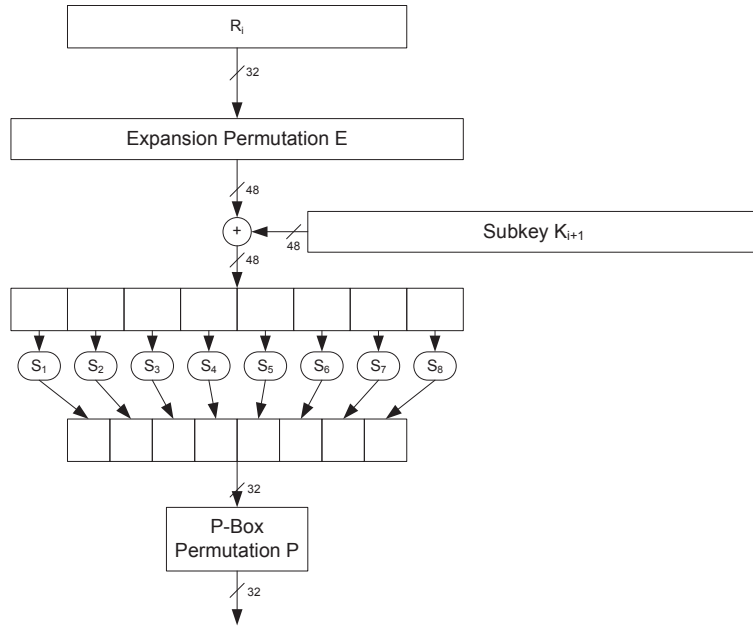 Rᵢ
32
Expansion Permutation E
48
+
48
Subkey Kᵢ₊₁
48
S₁ S₂ S₃ S₄ S₅ S₆ S₇ S₈
32
P-Box
Permutation P
32